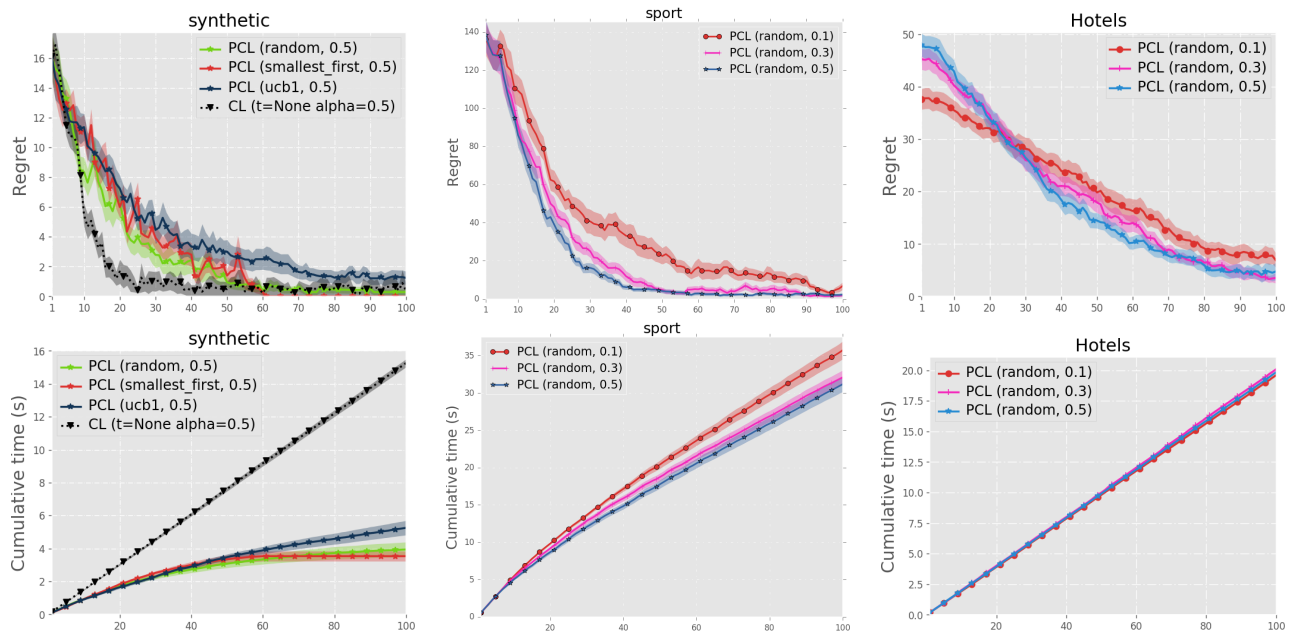 synthetic
Regret
16
14
12
10
8
6
4
2
0
PCL (random, 0.5)
PCL (smallest_first, 0.5)
PCL (ucb1, 0.5)
CL (t=None alpha=0.5)
1 10 20 30 40 50 60 70 80 90 100
sport
Regret
140
120
100
80
60
40
20
0
PCL (random, 0.1)
PCL (random, 0.3)
PCL (random, 0.5)
1 10 20 30 40 50 60 70 80 90 100
Hotels
Regret
50
40
30
20
10
0
PCL (random, 0.1)
PCL (random, 0.3)
PCL (random, 0.5)
1 10 20 30 40 50 60 70 80 90 100
synthetic
Cumulative time (s)
16
14
12
10
8
6
4
2
0
PCL (random, 0.5)
PCL (smallest_first, 0.5)
PCL (ucb1, 0.5)
CL (t=None alpha=0.5)
20 40 60 80 100
sport
Cumulative time (s)
35
30
25
20
15
10
5
0
PCL (random, 0.1)
PCL (random, 0.3)
PCL (random, 0.5)
20 40 60 80 100
Hotels
Cumulative time (s)
20.0
17.5
15.0
12.5
10.0
7.5
5.0
2.5
0.0
PCL (random, 0.1)
PCL (random, 0.3)
PCL (random, 0.5)
20 40 60 80 100